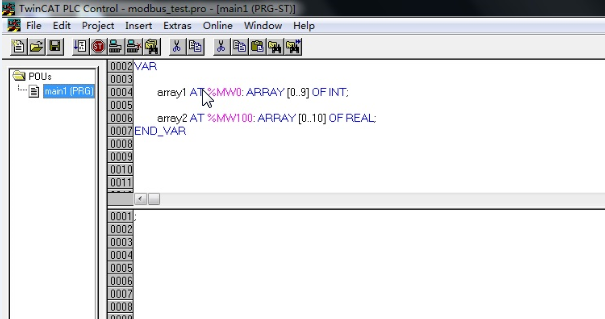 TwinCAT PLC Control - modbus_test.pro - [main1 (PRG-ST)]
File Edit Project Insert Extras Online Window Help
POUs
main1 (PRG)
0002 VAR
0003
0004 array1 AT %MW0: ARRAY [0..9] OF INT;
0005
0006 array2 AT %MW100: ARRAY [0..10] OF REAL;
0007 END_VAR
0008
0009
0010
0011
0001 ;
0002
0003
0004
0005
0006
0007
0008